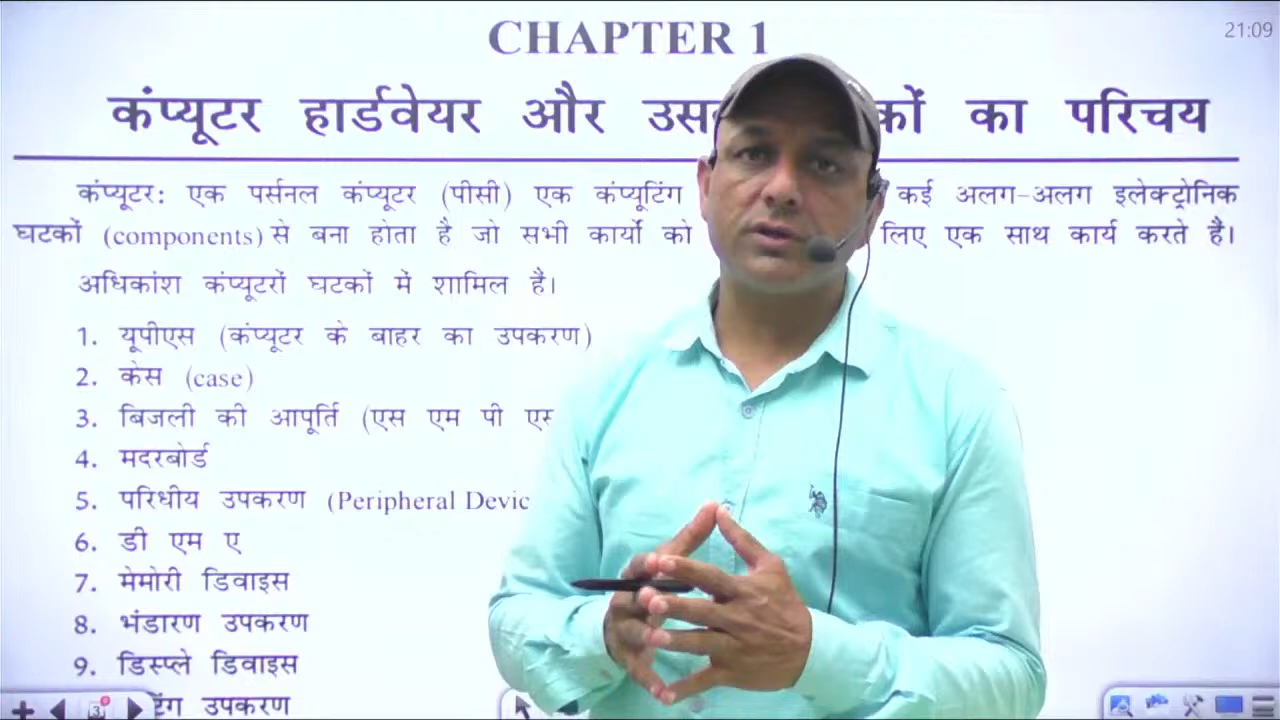 CHAPTER 1
21:09
कंप्यूटर हार्डवेयर और का परिचय
कंप्यूटर: एक पर्सनल कंप्यूटर (पीसी) एक कंप्यूटिंग कई अलग-अलग इलेक्ट्रोनिक
घटकों (components) से बना होता है जो सभी कार्यों को लिए एक साथ कार्य करते हैं।
अधिकांश कंप्यूटरों घटकों में शामिल हैं।
1. यूपीएस (कंप्यूटर के बाहर का उपकरण)
2. केस (case)
3. बिजली की आपूर्ति (एस एम पी
4. मदरबोर्ड
5. परिधीय उपकरण (Peripheral
6. डी एम ए
7. मेमोरी डिवाइस
8. भंडारण उपकरण
9. डिस्प्ले डिवाइस
उपकरण
3